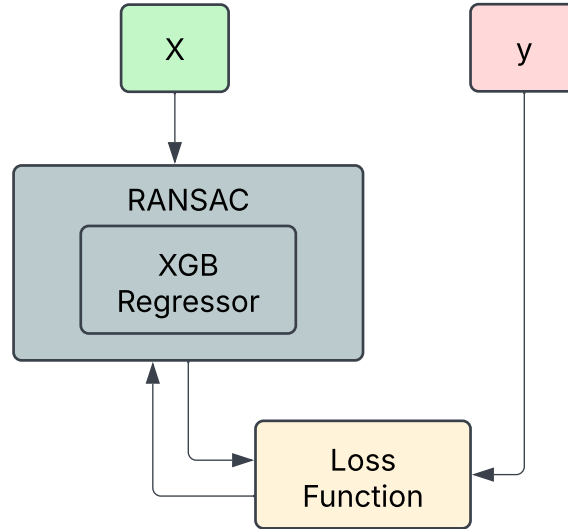 X
y
RANSAC
XGB
Regressor
Loss
Function